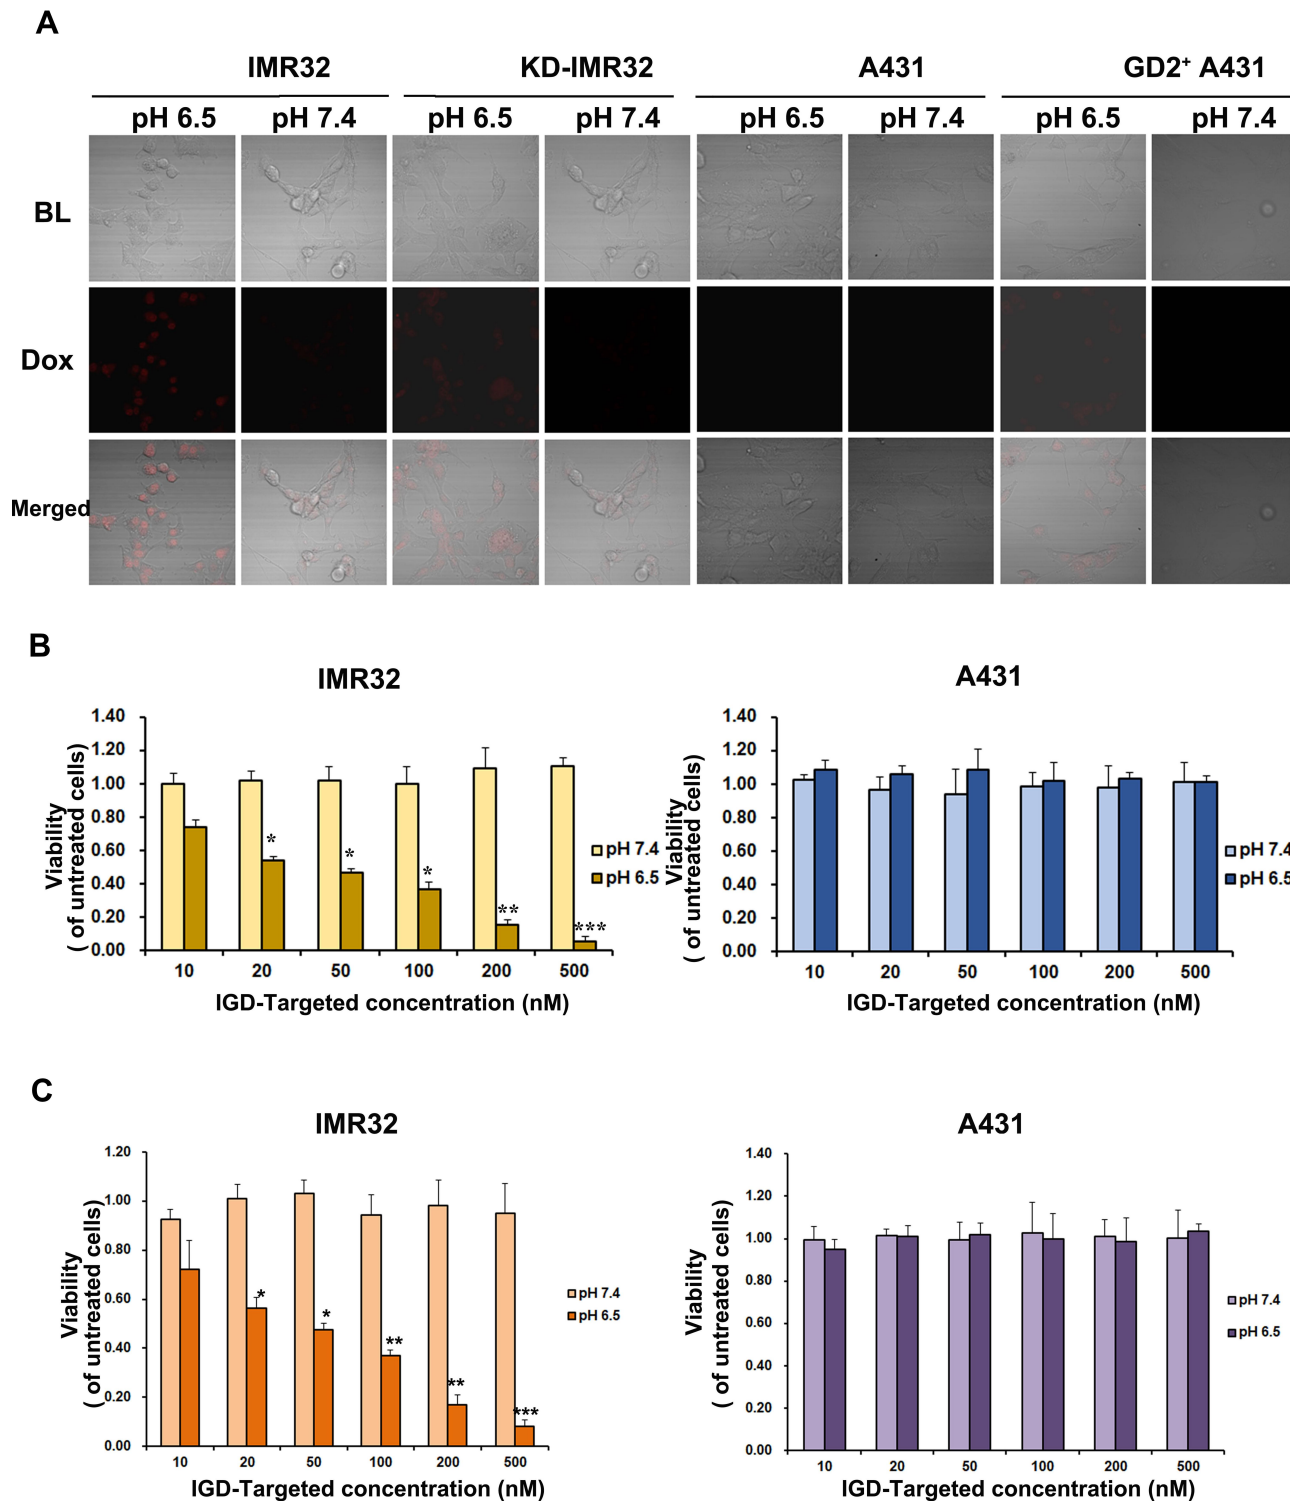 A
IMR32 KD-IMR32 A431 GD2⁺ A431
pH 6.5 pH 7.4 pH 6.5 pH 7.4 pH 6.5 pH 7.4 pH 6.5 pH 7.4
BL
Dox
Merged
B
IMR32
Viability
( of untreated cells)
1.40
1.20
1.00
0.80
0.60
0.40
0.20
0.00
* * * ** ***
pH 7.4
pH 6.5
10 20 50 100 200 500
IGD-Targeted concentration (nM)
A431
Viability
( of untreated cells)
1.40
1.20
1.00
0.80
0.60
0.40
0.20
0.00
pH 7.4
pH 6.5
10 20 50 100 200 500
IGD-Targeted concentration (nM)
C
IMR32
Viability
( of untreated cells)
1.20
1.00
0.80
0.60
0.40
0.20
0.00
* * ** ** ***
pH 7.4
pH 6.5
10 20 50 100 200 500
IGD-Targeted concentration (nM)
A431
Viability
( of untreated cells)
1.40
1.20
1.00
0.80
0.60
0.40
0.20
0.00
pH 7.4
pH 6.5
10 20 50 100 200 500
IGD-Targeted concentration (nM)